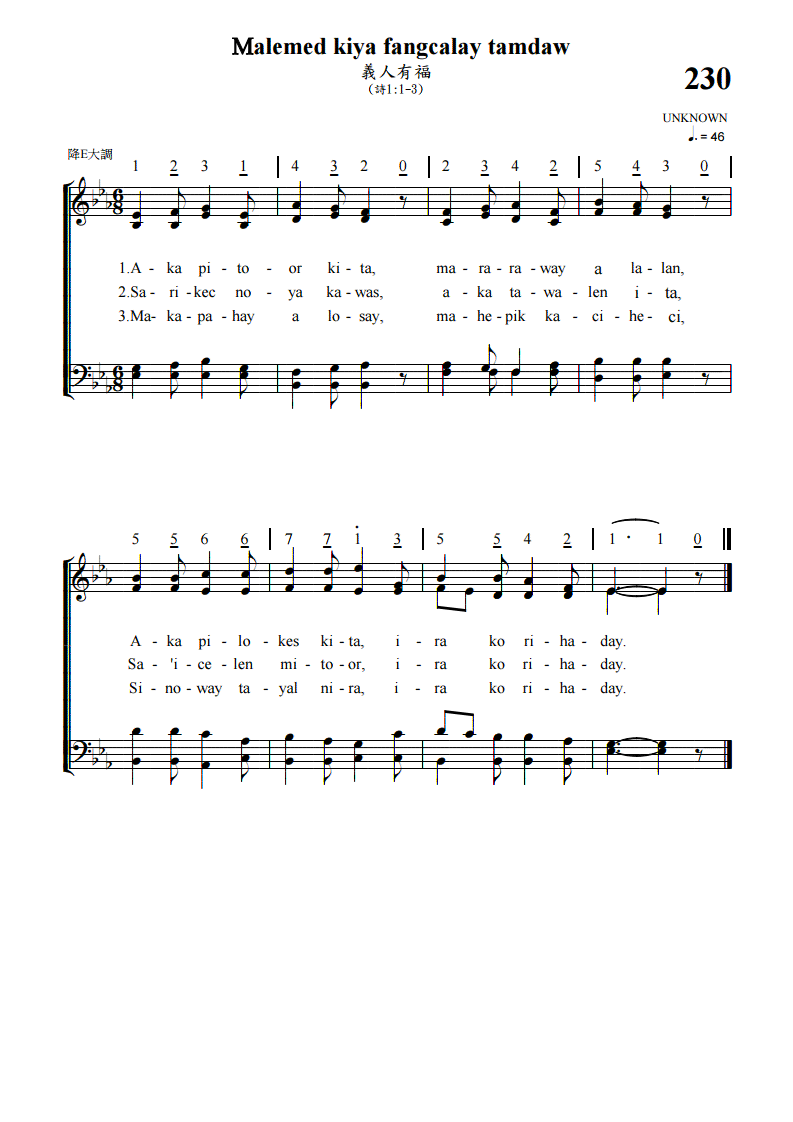 Malemed kiya fangcalay tamdaw
義人有福
(詩1:1-3)
230
UNKNOWN
♩. = 46
降E大調
1 2 3 1 | 4 3 2 0 | 2 3 4 2 | 5 4 3 0 |
1.A - ka pi - to - or ki - ta, ma - ra - ra - way a la - lan,
2.Sa - ri - kec no - ya ka - was, a - ka ta - wa - len i - ta,
3.Ma - ka - pa - hay a lo - say, ma - he - pik ka - ci - he - ci,
5 5 6 6 | 7 7 1 3 | 5 5 4 2 | 1 · 1 0
A - ka pi - lo - kes ki - ta, i - ra ko ri - ha - day.
Sa - 'i - ce - len mi - to - or, i - ra ko ri - ha - day.
Si - no - way ta - yal ni - ra, i - ra ko ri - ha - day.